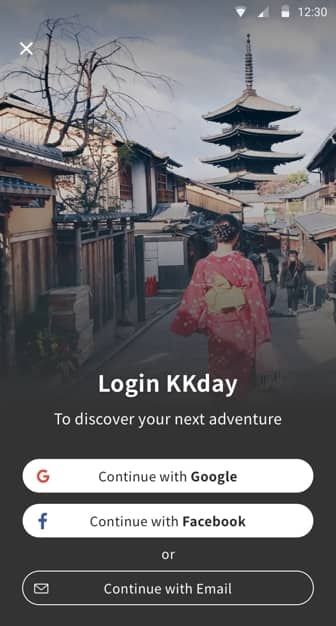 12:30
Login KKday
To discover your next adventure
Continue with Google
Continue with Facebook
or
Continue with Email